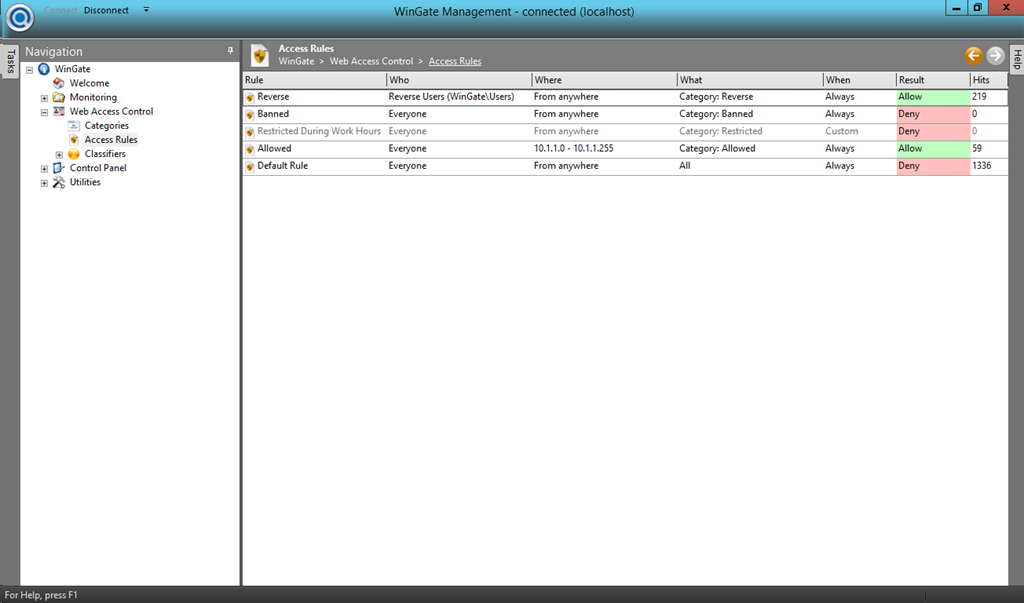 Connect Disconnect
WinGate Management - connected (localhost)
Tasks
Navigation
WinGate
Welcome
Monitoring
Web Access Control
Categories
Access Rules
Classifiers
Control Panel
Utilities
Access Rules
WinGate > Web Access Control > Access Rules
Help
Rule Who Where What When Result Hits
Reverse Reverse Users (WinGate\Users) From anywhere Category: Reverse Always Allow 219
Banned Everyone From anywhere Category: Banned Always Deny 0
Restricted During Work Hours Everyone From anywhere Category: Restricted Custom Deny 0
Allowed Everyone 10.1.1.0 - 10.1.1.255 Category: Allowed Always Allow 59
Default Rule Everyone From anywhere All Always Deny 1336
For Help, press F1